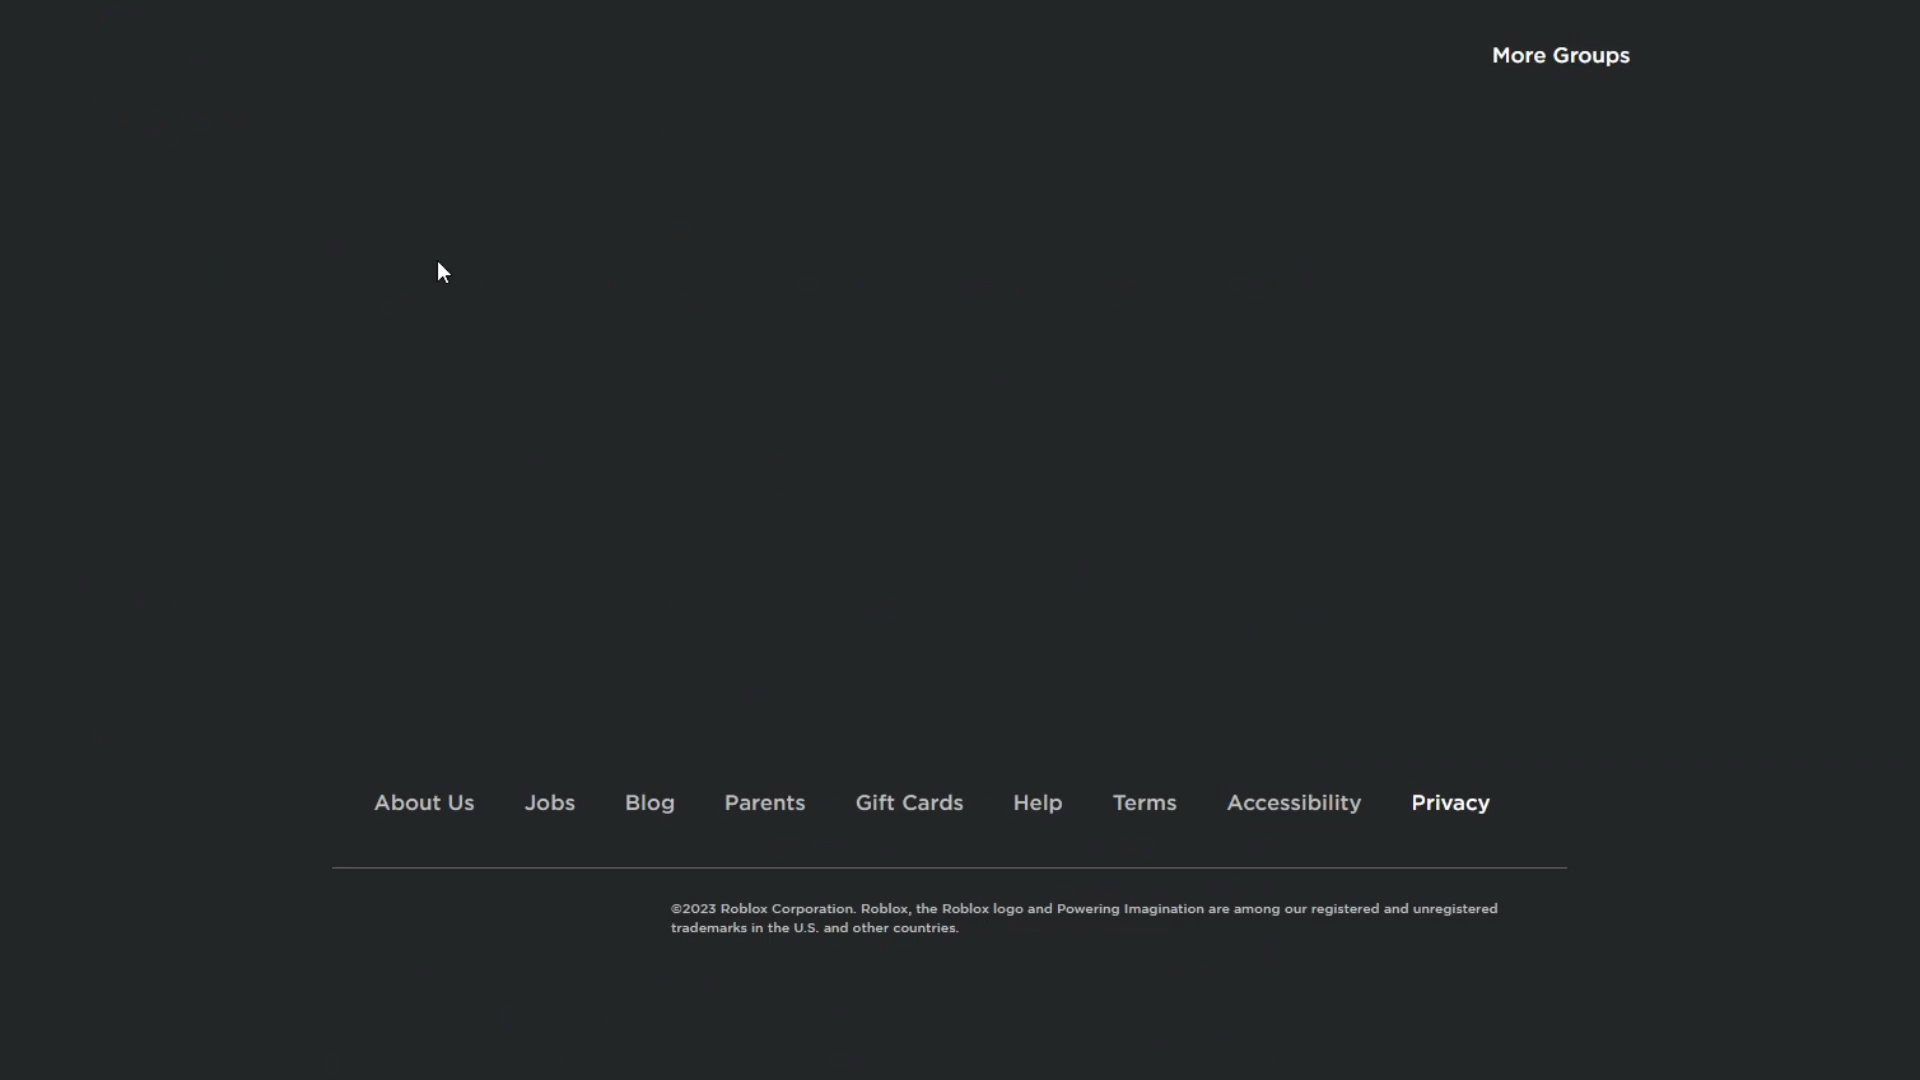 More Groups
About Us Jobs Blog Parents Gift Cards Help Terms Accessibility Privacy
©2023 Roblox Corporation. Roblox, the Roblox logo and Powering Imagination are among our registered and unregistered
trademarks in the U.S. and other countries.